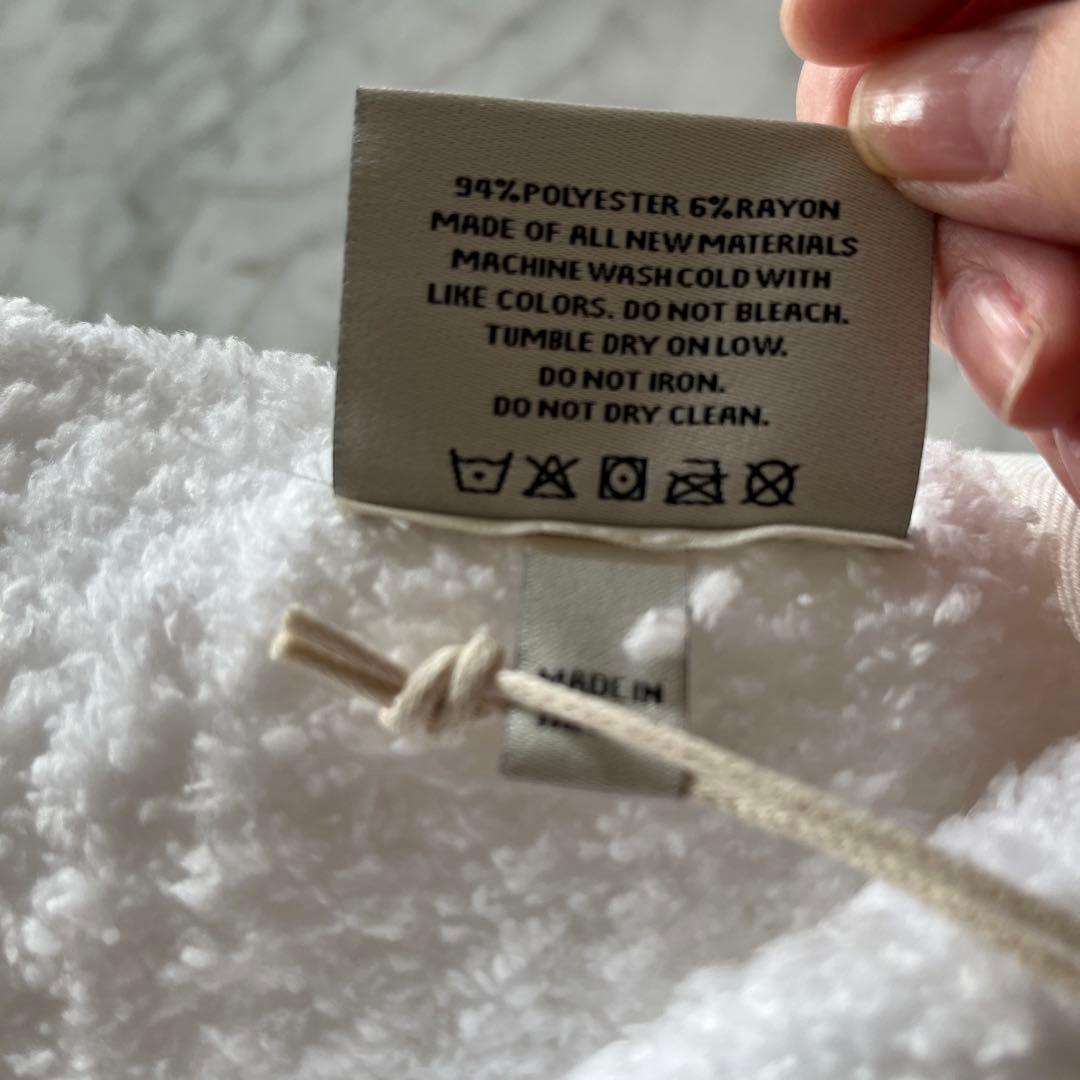 94%POLYESTER 6%RAYON
MADE OF ALL NEW MATERIALS
MACHINE WASH COLD WITH
LIKE COLORS. DO NOT BLEACH.
TUMBLE DRY ON LOW.
DO NOT IRON.
DO NOT DRY CLEAN.
MADE IN